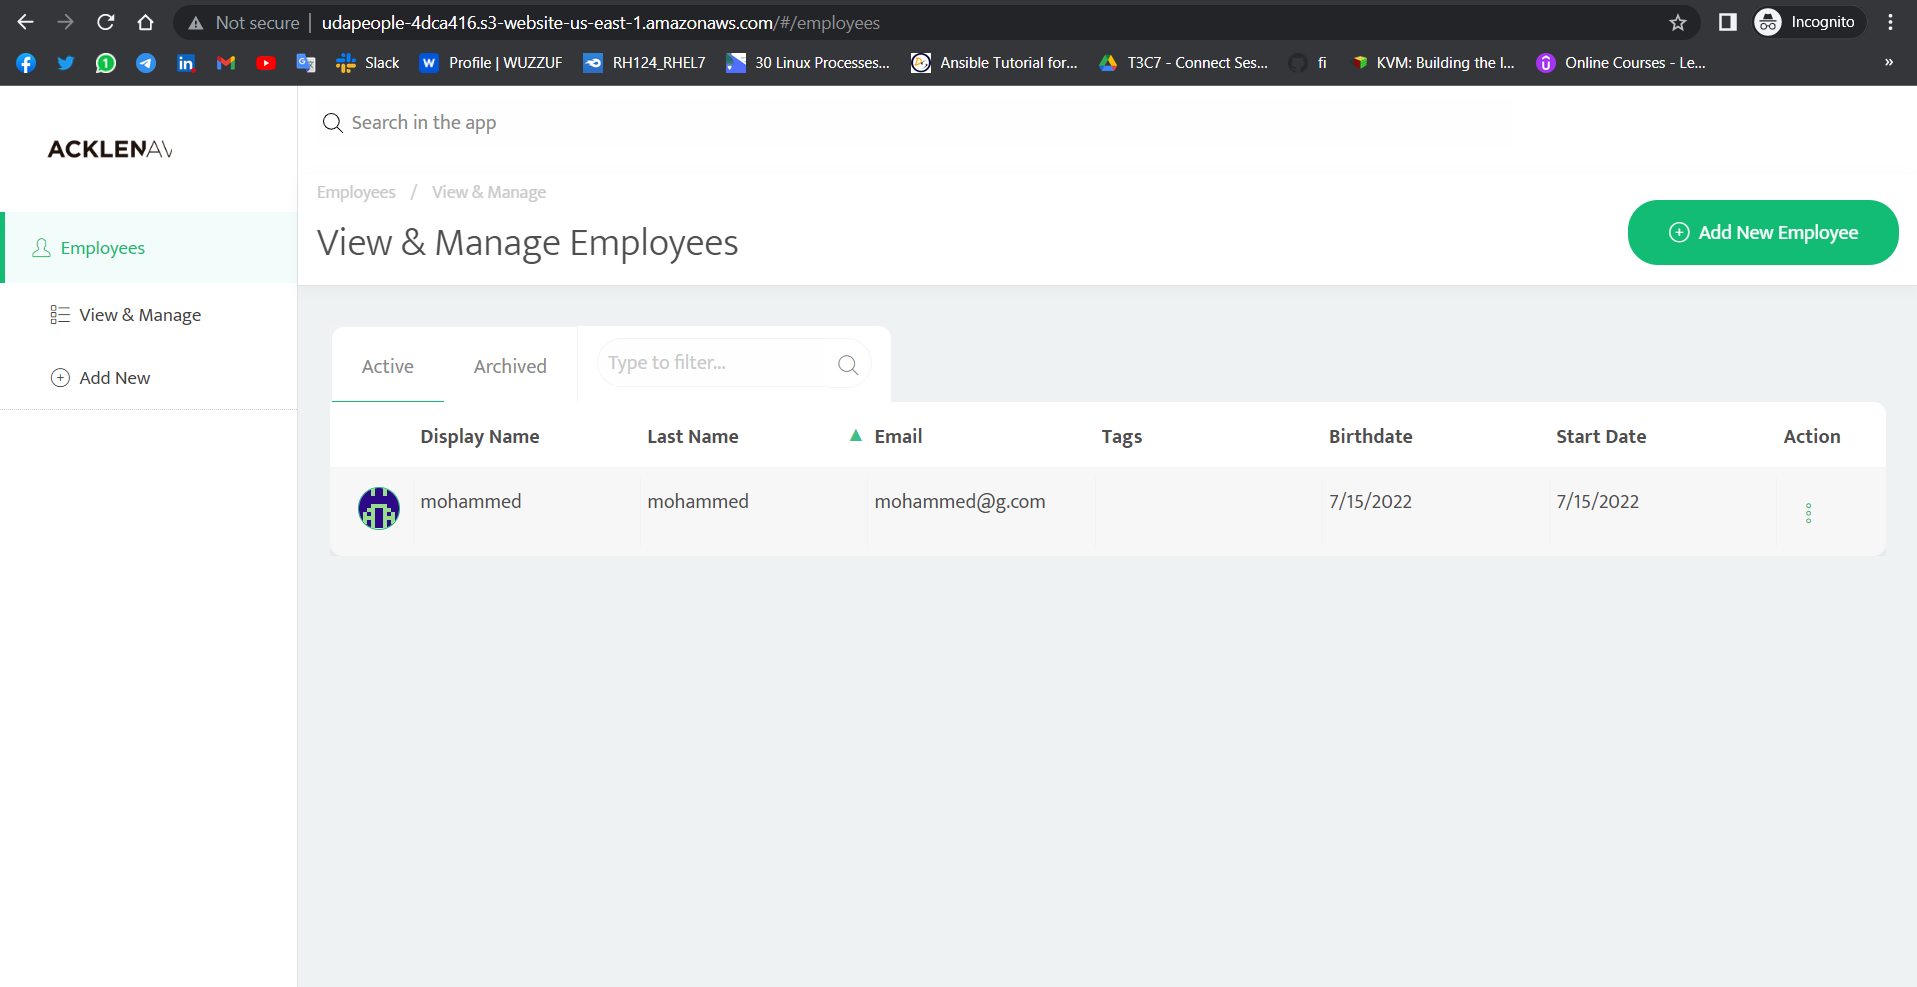 Not secure | udapeople-4dca416.s3-website-us-east-1.amazonaws.com/#/employees
Incognito
Slack
W Profile | WUZZUF
RH124_RHEL7
30 Linux Processes...
Ansible Tutorial for...
T3C7 - Connect Ses...
fi
KVM: Building the I...
Online Courses - Le...
»
ACKLENAV
Search in the app
Employees / View & Manage
View & Manage Employees
Add New Employee
Employees
View & Manage
Add New
Active
Archived
Type to filter...
Display Name Last Name Email Tags Birthdate Start Date Action
mohammed mohammed mohammed@g.com 7/15/2022 7/15/2022